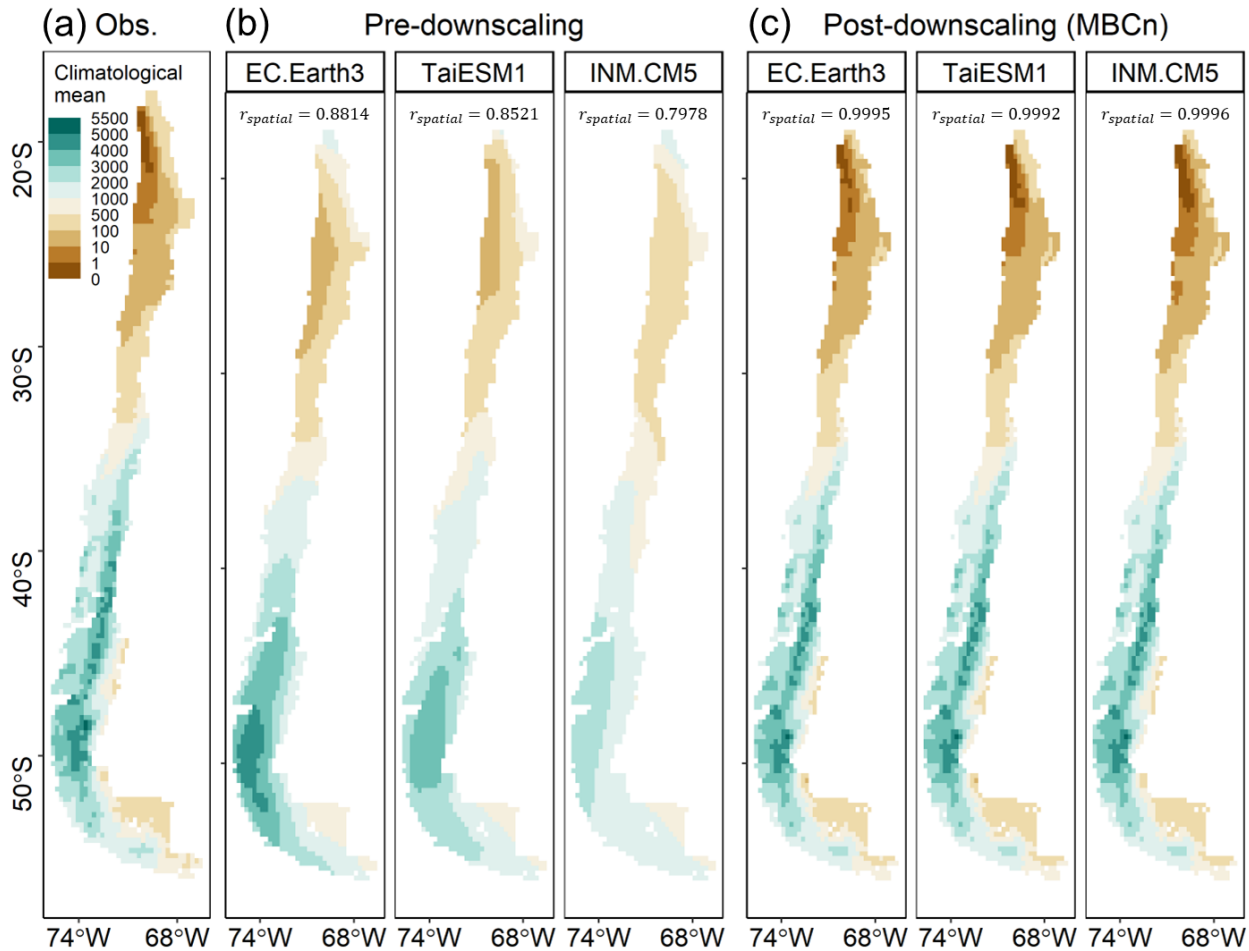 (a) Obs.
(b) Pre-downscaling
(c) Post-downscaling (MBCn)
Climatological
mean
5500
5000
4000
3000
2000
1000
500
100
10
1
0
EC.Earth3
TaiESM1
INM.CM5
EC.Earth3
TaiESM1
INM.CM5
r_spatial = 0.8814
r_spatial = 0.8521
r_spatial = 0.7978
r_spatial = 0.9995
r_spatial = 0.9992
r_spatial = 0.9996
20°S
30°S
40°S
50°S
74°W 68°W
74°W 68°W
74°W 68°W
74°W 68°W
74°W 68°W
74°W 68°W
74°W 68°W